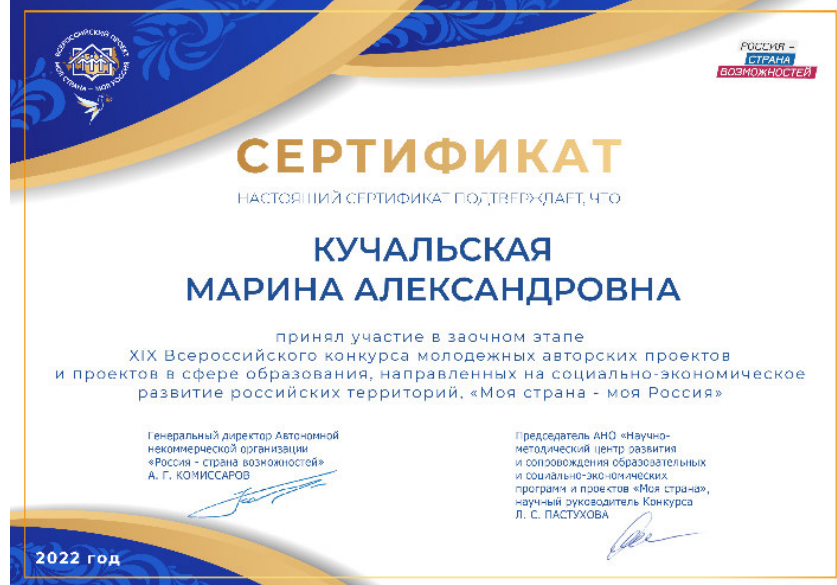 ВСЕРОССИЙСКИЙ ПРОЕКТ
МОЯ СТРАНА – МОЯ РОССИЯ
РОССИЯ –
СТРАНА
ВОЗМОЖНОСТЕЙ
СЕРТИФИКАТ
НАСТОЯЩИЙ СЕРТИФИКАТ ПОДТВЕРЖДАЕТ, ЧТО
КУЧАЛЬСКАЯ
МАРИНА АЛЕКСАНДРОВНА
принял участие в заочном этапе
XIX Всероссийского конкурса молодежных авторских проектов
и проектов в сфере образования, направленных на социально-экономическое
развитие российских территорий, «Моя страна - моя Россия»
Генеральный директор Автономной
некоммерческой организации
«Россия - страна возможностей»
А. Г. КОМИССАРОВ
Председатель АНО «Научно-
методический центр развития
и сопровождения образовательных
и социально-экономических
программ и проектов «Моя страна»,
научный руководитель Конкурса
Л. С. ПАСТУХОВА
2022 год